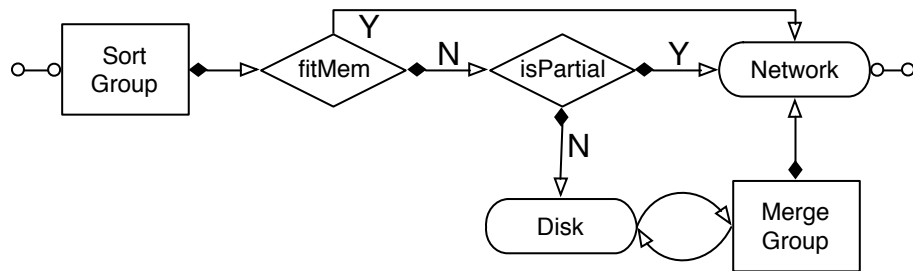 Sort
Group
fitMem
Y
N
isPartial
Y
Network
N
Disk
Merge
Group